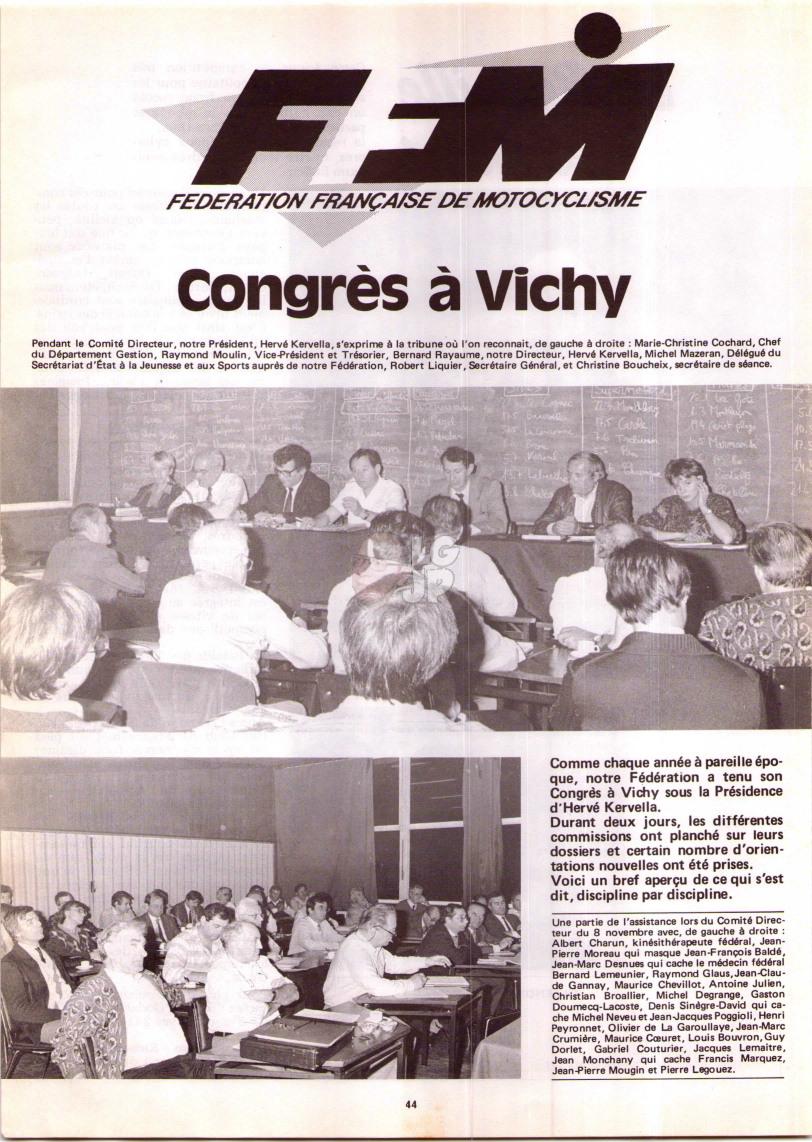 FFM
FEDERATION FRANÇAISE DE MOTOCYCLISME
Congrès à Vichy
Pendant le Comité Directeur, notre Président, Hervé Kervella, s'exprime à la tribune où l'on reconnait, de gauche à droite : Marie-Christine Cochard, Chef
du Département Gestion, Raymond Moulin, Vice-Président et Trésorier, Bernard Rayaume, notre Directeur, Hervé Kervella, Michel Mazeran, Délégué du
Secrétariat d'État à la Jeunesse et aux Sports auprès de notre Fédération, Robert Liquier, Secrétaire Général, et Christine Boucheix, secrétaire de séance.
Comme chaque année à pareille épo-
que, notre Fédération a tenu son
Congrès à Vichy sous la Présidence
d'Hervé Kervella.
Durant deux jours, les différentes
commissions ont planché sur leurs
dossiers et certain nombre d'orien-
tations nouvelles ont été prises.
Voici un bref aperçu de ce qui s'est
dit, discipline par discipline.
Une partie de l'assistance lors du Comité Direc-
teur du 8 novembre avec, de gauche à droite :
Albert Charun, kinésithérapeute fédéral, Jean-
Pierre Moreau qui masque Jean-François Baldé,
Jean-Marc Desnues qui cache le médecin fédéral
Bernard Lemeunier, Raymond Glaus, Jean-Clau-
de Gannay, Maurice Chevillot, Antoine Julien,
Christian Broallier, Michel Degrange, Gaston
Doumecq-Lacoste, Denis Sinègre-David qui ca-
che Michel Neveu et Jean-Jacques Poggioli, Henri
Peyronnet, Olivier de La Garoullaye, Jean-Marc
Crumière, Maurice Cœuret, Louis Bouvron, Guy
Dorlet, Gabriel Couturier, Jacques Lemaitre,
Jean Monchany qui cache Francis Marquez,
Jean-Pierre Mougin et Pierre Legouez.
44